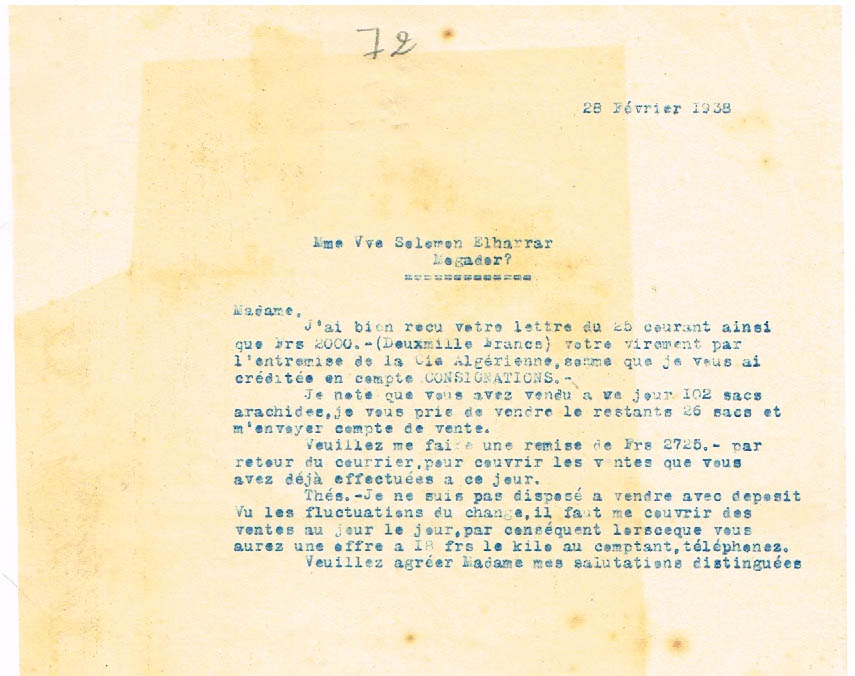 72
28 Février 1938
Mme Vve Solomon Elharrar
Mogador?
===============
Madame,
J'ai bien reçu votre lettre du 25 courant ainsi
que Frs 2000.-(Deuxmille Francs) votre virement par
l'entremise de la Cie Algérienne,somme que je vous ai
créditée en compte CONSIGNATIONS.-
Je note que vous avez vendu a ce jour I02 sacs
arachides,je vous prie de vendre le restants 26 sacs et
m'envoyer compte de vente.
Veuillez me faire une remise de Frs 2725.- par
retour du courrier,pour couvrir les ventes que vous
avez déjà effectuées a ce jour.
Thés.-Je ne suis pas disposé a vendre avec deposit
Vu les fluctuations du change,il faut me couvrir des
ventes au jour le jour,par conséquent lorsceque vous
aurez une offre a I8 frs le kilo au comptant,téléphonez.
Veuillez agréer Madame mes salutations distinguées